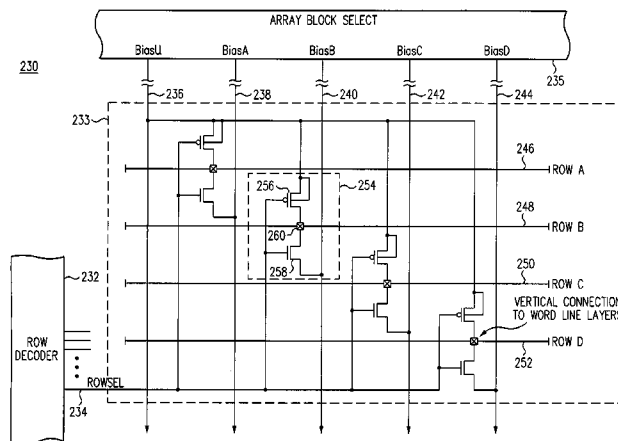 ARRAY BLOCK SELECT
BiasU BiasA BiasB BiasC BiasD
230
235
236 238 240 242 244
233
246
ROW A
256 254
248
ROW B
260
258
250
ROW C
232
VERTICAL CONNECTION
TO WORD LINE LAYERS
ROW
DECODER
ROW D
252
ROWSEL
234